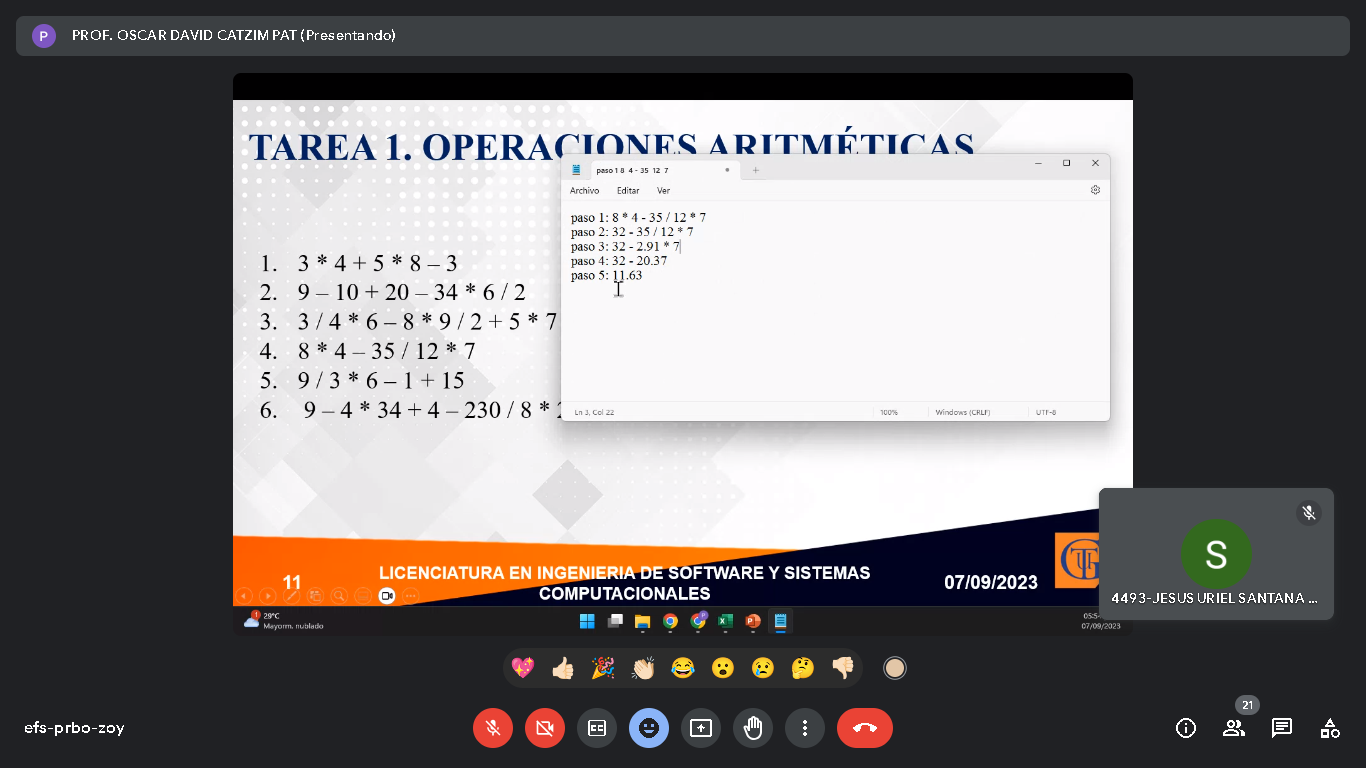 P PROF. OSCAR DAVID CATZIM PAT (Presentando)
TAREA 1. OPERACIONES ARITMÉTICAS
paso 1 8 4 - 35 12 7
Archivo Editar Ver
paso 1: 8 * 4 - 35 / 12 * 7
paso 2: 32 - 35 / 12 * 7
paso 3: 32 - 2.91 * 7
paso 4: 32 - 20.37
paso 5: 11.63
Ln 3, Col 22 100% Windows (CRLF) UTF-8
1. 3 * 4 + 5 * 8 – 3
2. 9 – 10 + 20 – 34 * 6 / 2
3. 3 / 4 * 6 – 8 * 9 / 2 + 5 * 7
4. 8 * 4 – 35 / 12 * 7
5. 9 / 3 * 6 – 1 + 15
6. 9 – 4 * 34 + 4 – 230 / 8 *
11
LICENCIATURA EN INGENIERIA DE SOFTWARE Y SISTEMAS
COMPUTACIONALES
07/09/2023
S
4493-JESUS URIEL SANTANA ...
1
29°C
Mayorm. nublado
07/09/2023
efs-prbo-zoy
21